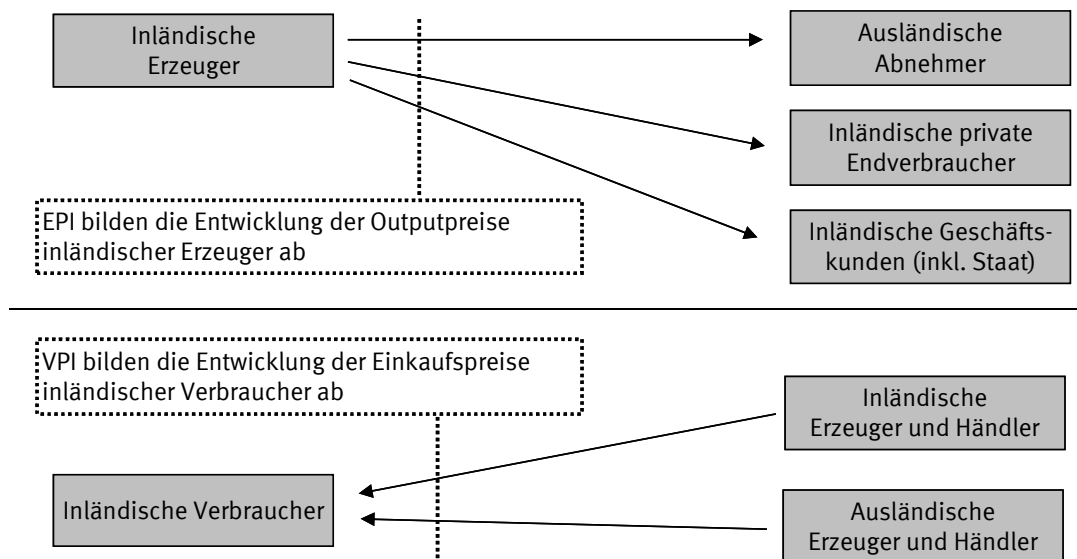 Inländische
Erzeuger
Ausländische
Abnehmer
Inländische private
Endverbraucher
EPI bilden die Entwicklung der Outputpreise
inländischer Erzeuger ab
Inländische Geschäfts-
kunden (inkl. Staat)
VPI bilden die Entwicklung der Einkaufspreise
inländischer Verbraucher ab
Inländische
Erzeuger und Händler
Inländische Verbraucher
Ausländische
Erzeuger und Händler